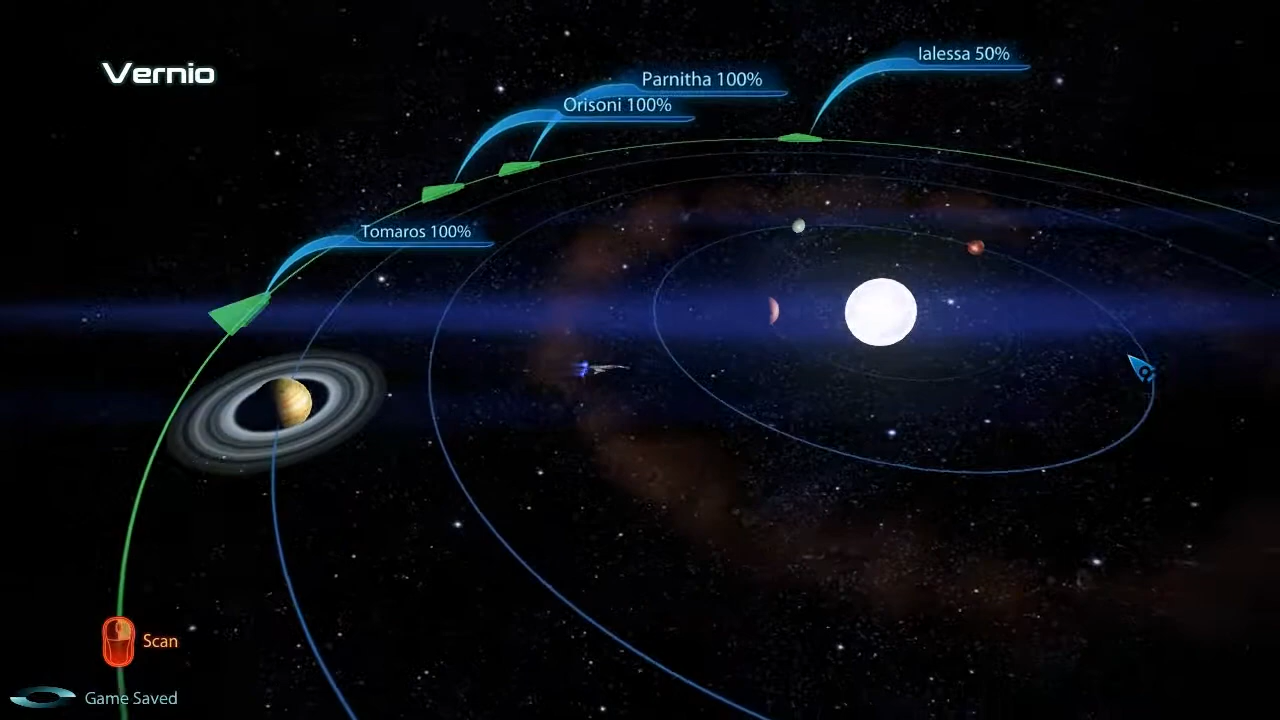 Vernio
Ialessa 50%
Parnitha 100%
Orisoni 100%
Tomaros 100%
Scan
Game Saved